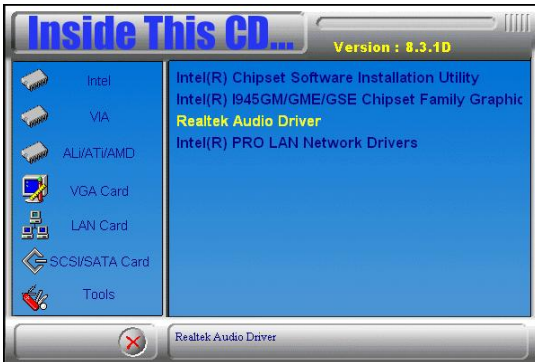 Inside This CD...
Version : 8.3.1D
Intel
VIA
ALi/ATi/AMD
VGA Card
LAN Card
SCSI/SATA Card
Tools
Intel(R) Chipset Software Installation Utility
Intel(R) I945GM/GME/GSE Chipset Family Graphic
Realtek Audio Driver
Intel(R) PRO LAN Network Drivers
Realtek Audio Driver